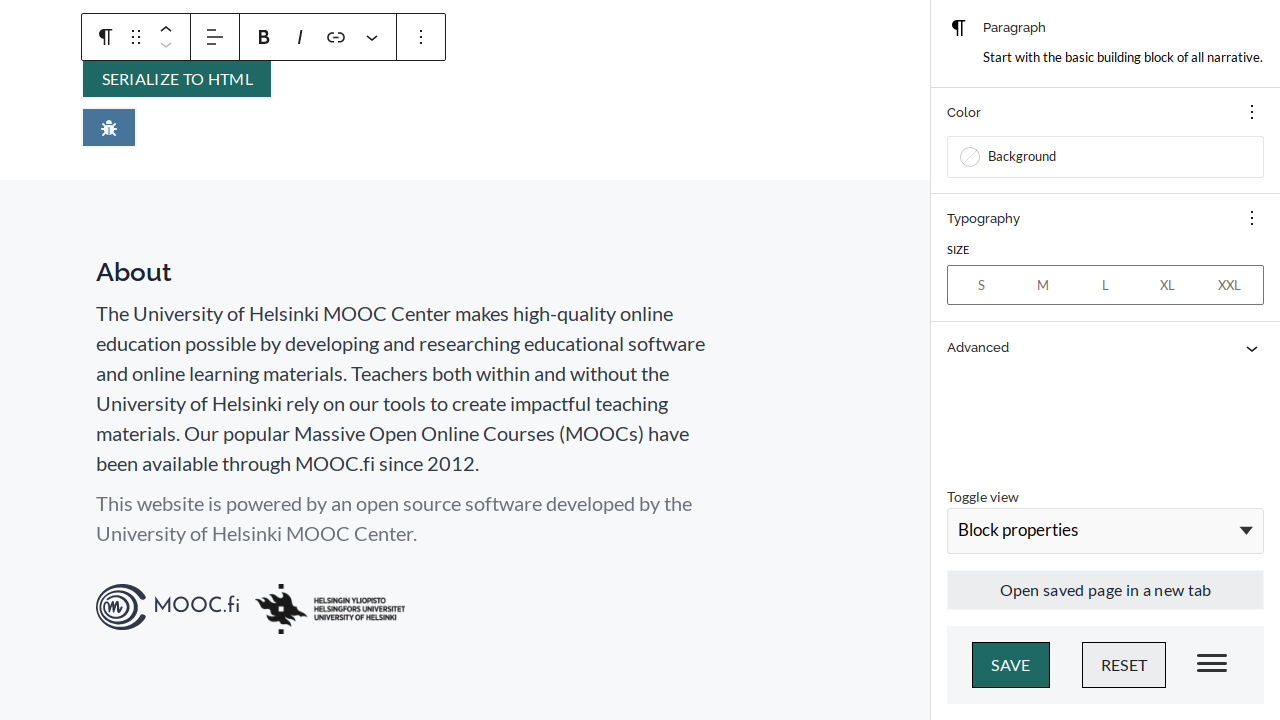 B I
SERIALIZE TO HTML
About
The University of Helsinki MOOC Center makes high-quality online
education possible by developing and researching educational software
and online learning materials. Teachers both within and without the
University of Helsinki rely on our tools to create impactful teaching
materials. Our popular Massive Open Online Courses (MOOCs) have
been available through MOOC.fi since 2012.
This website is powered by an open source software developed by the
University of Helsinki MOOC Center.
MOOC.fi
HELSINGIN YLIOPISTO
HELSINGFORS UNIVERSITET
UNIVERSITY OF HELSINKI
Paragraph
Start with the basic building block of all narrative.
Color
Background
Typography
SIZE
S M L XL XXL
Advanced
Toggle view
Block properties
Open saved page in a new tab
SAVE RESET